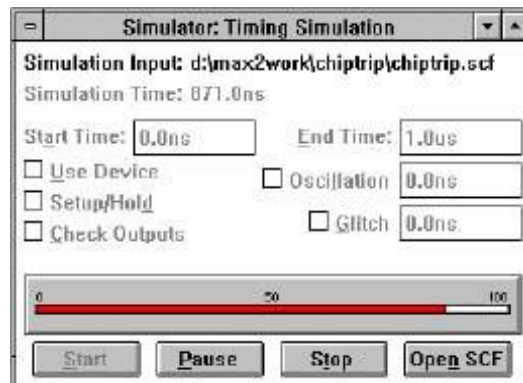 Simulator: Timing Simulation
Simulation Input: d:\max2work\chiptrip\chiptrip.scf
Simulation Time: 871.0ns
Start Time: 0.0ns End Time: 1.0us
Use Device
Oscillation 0.0ns
Setup/Hold
Glitch 0.0ns
Check Outputs
0 50 100
Start Pause Stop Open SCF